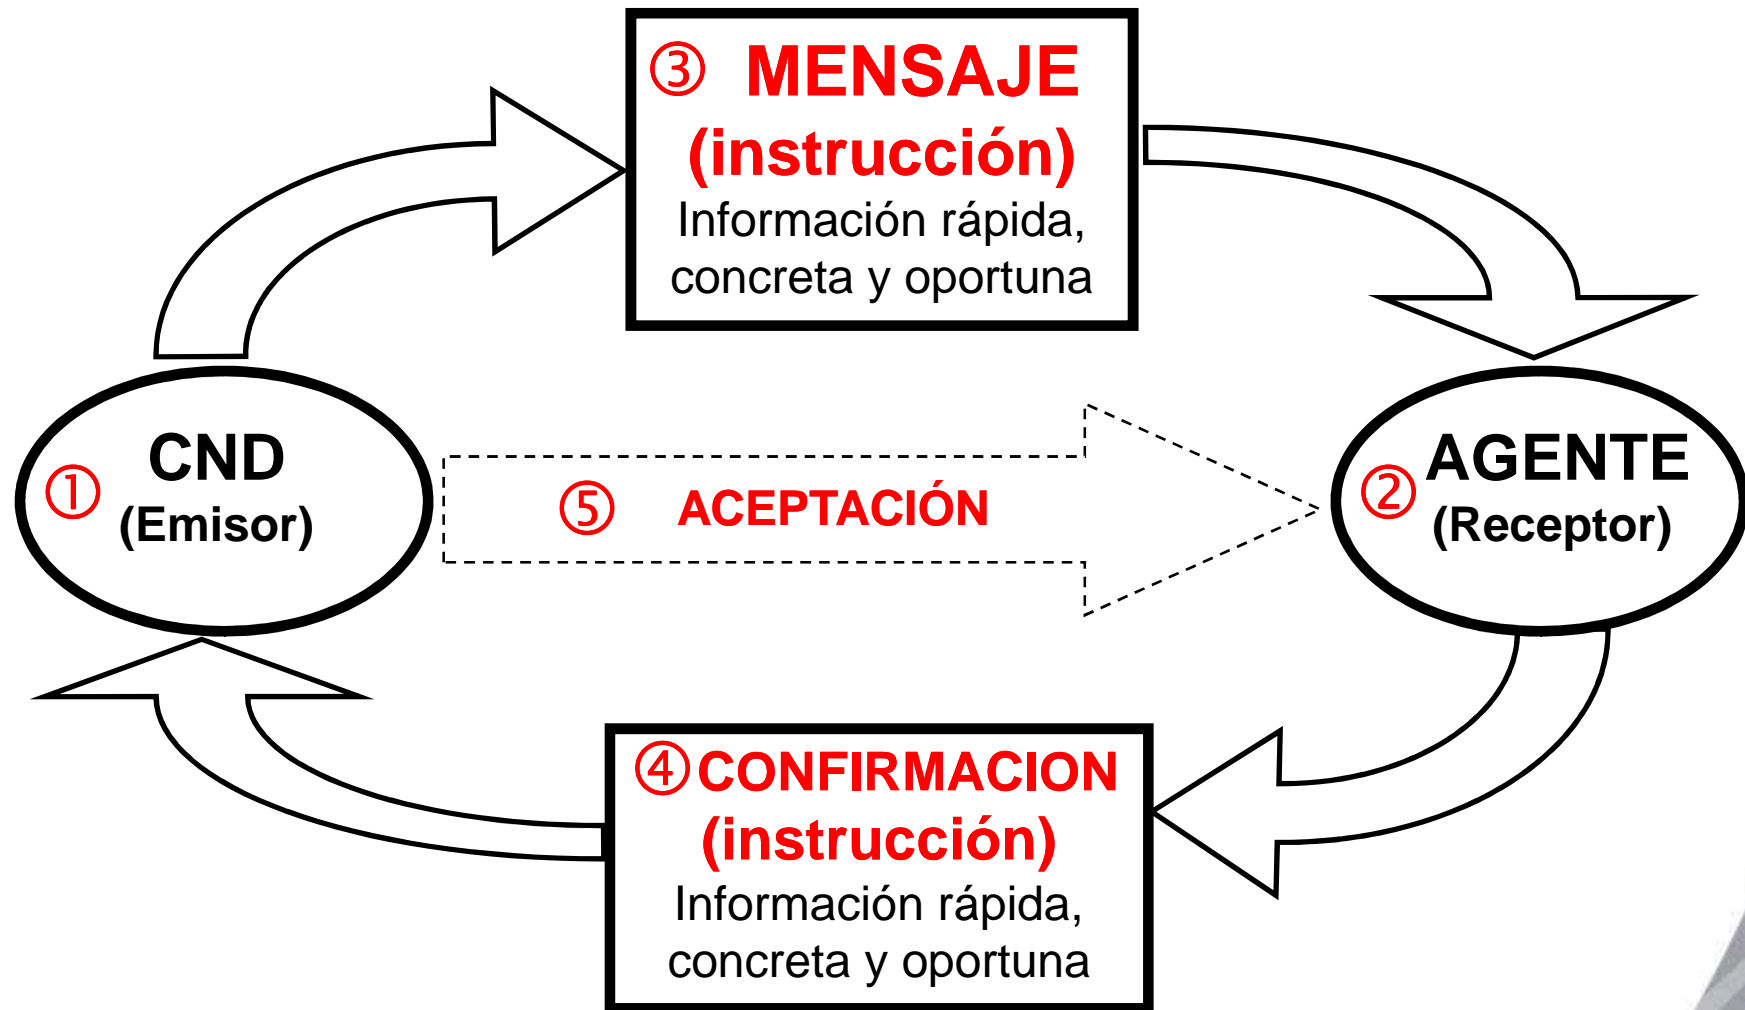 ③ MENSAJE
(instrucción)
Información rápida,
concreta y oportuna
① CND
(Emisor)
⑤ ACEPTACIÓN
② AGENTE
(Receptor)
④ CONFIRMACION
(instrucción)
Información rápida,
concreta y oportuna